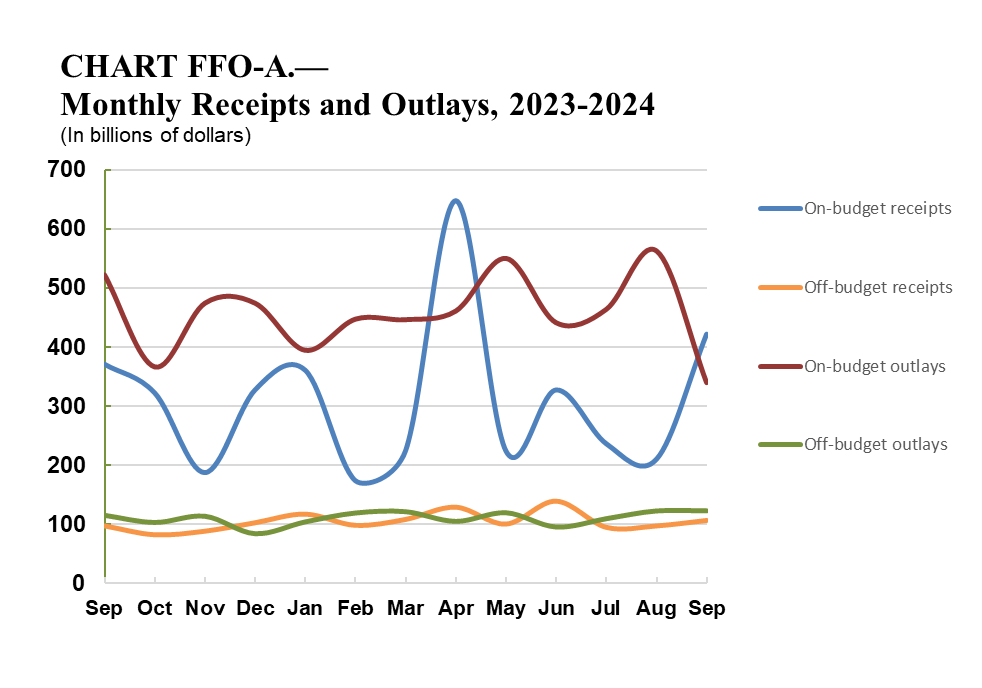 CHART FFO-A.—
Monthly Receipts and Outlays, 2023-2024
(In billions of dollars)
700
600
500
400
300
200
100
0
Sep Oct Nov Dec Jan Feb Mar Apr May Jun Jul Aug Sep
On-budget receipts
Off-budget receipts
On-budget outlays
Off-budget outlays